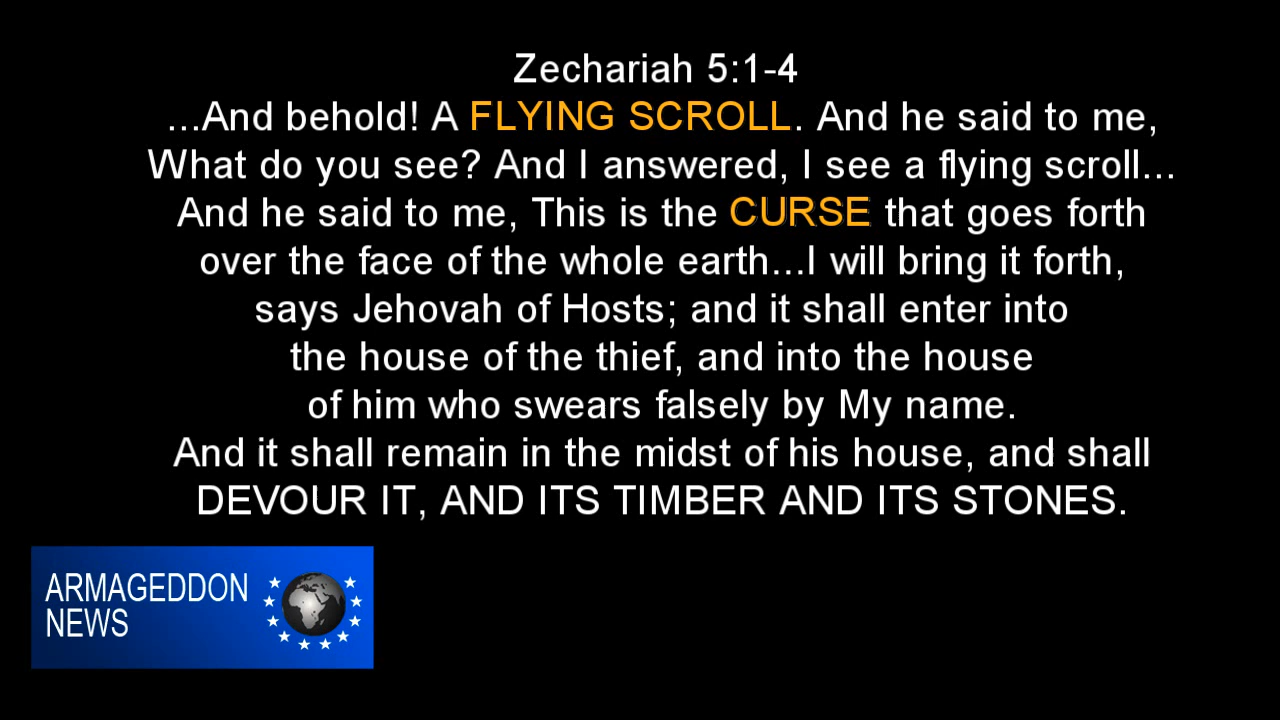 Zechariah 5:1-4
...And behold! A FLYING SCROLL. And he said to me,
What do you see? And I answered, I see a flying scroll...
And he said to me, This is the CURSE that goes forth
over the face of the whole earth...I will bring it forth,
says Jehovah of Hosts; and it shall enter into
the house of the thief, and into the house
of him who swears falsely by My name.
And it shall remain in the midst of his house, and shall
DEVOUR IT, AND ITS TIMBER AND ITS STONES.
ARMAGEDDON
NEWS